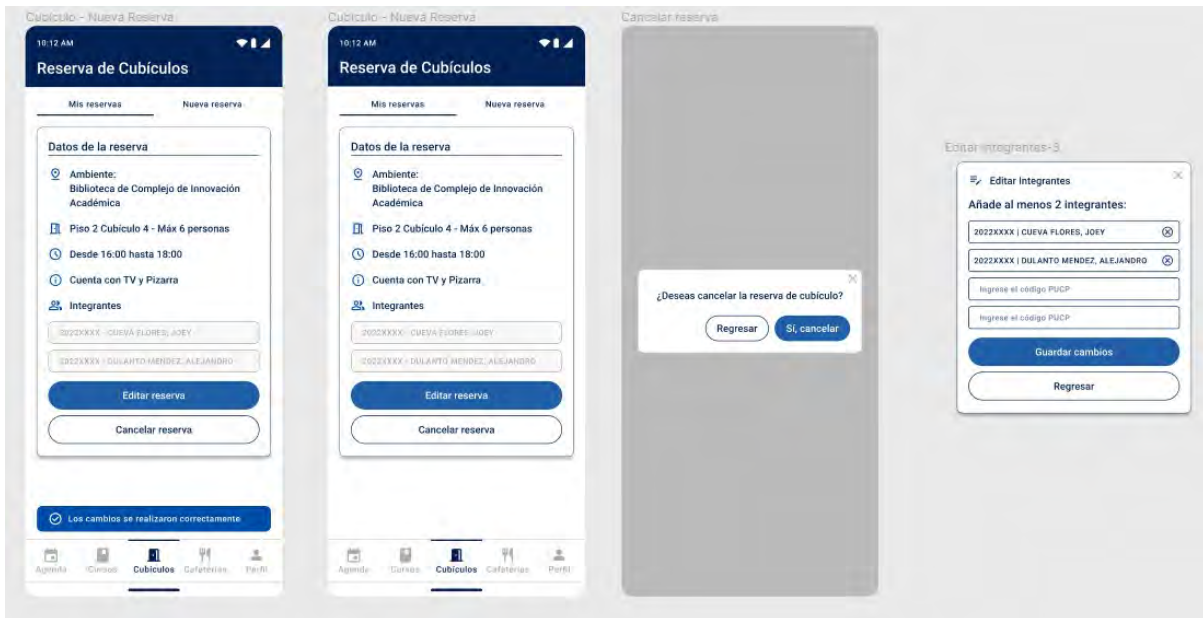 Cubículo - Nueva Reserva
10:12 AM
Reserva de Cubículos
Mis reservas
Nueva reserva
Datos de la reserva
Ambiente:
Biblioteca de Complejo de Innovación
Académica
Piso 2 Cubículo 4 - Máx 6 personas
Desde 16:00 hasta 18:00
Cuenta con TV y Pizarra
Integrantes
2022XXXX - CUEVA FLORES, JOEY
2022XXXX - DULANTO MENDEZ, ALEJANDRO
Editar reserva
Cancelar reserva
Los cambios se realizaron correctamente
Agenda
Cursos
Cubículos
Cafeterías
Perfil
Cubículo - Nueva Reserva
10:12 AM
Reserva de Cubículos
Mis reservas
Nueva reserva
Datos de la reserva
Ambiente:
Biblioteca de Complejo de Innovación
Académica
Piso 2 Cubículo 4 - Máx 6 personas
Desde 16:00 hasta 18:00
Cuenta con TV y Pizarra
Integrantes
2022XXXX - CUEVA FLORES, JOEY
2022XXXX - DULANTO MENDEZ, ALEJANDRO
Editar reserva
Cancelar reserva
Agenda
Cursos
Cubículos
Cafeterías
Perfil
Cancelar reserva
¿Deseas cancelar la reserva de cubículo?
Regresar
Sí, cancelar
Editar integrantes-3
Editar Integrantes
Añade al menos 2 integrantes:
2022XXXX | CUEVA FLORES, JOEY
2022XXXX | DULANTO MENDEZ, ALEJANDRO
Ingrese el código PUCP
Ingrese el código PUCP
Guardar cambios
Regresar